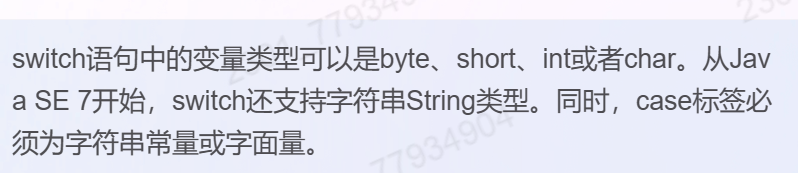 switch语句中的变量类型可以是byte、short、int或者char。从Jav
a SE 7开始，switch还支持字符串String类型。同时，case标签必
须为字符串常量或字面量。